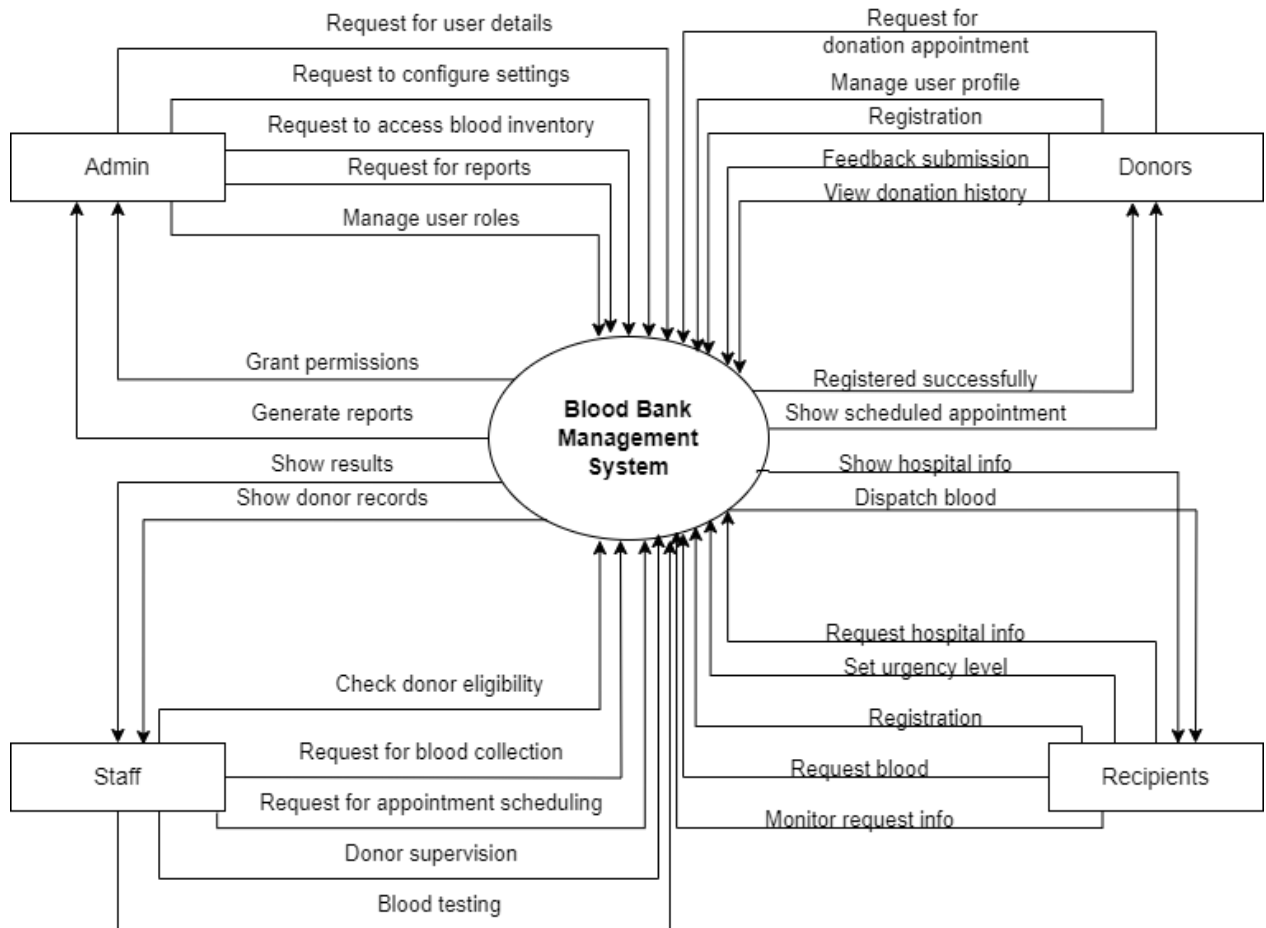 Request for user details
Request for
donation appointment
Request to configure settings
Manage user profile
Request to access blood inventory
Registration
Admin
Request for reports
Feedback submission
Donors
Manage user roles
View donation history
Grant permissions
Registered successfully
Generate reports
Show scheduled appointment
Blood Bank
Management
System
Show results
Show hospital info
Show donor records
Dispatch blood
Request hospital info
Check donor eligibility
Set urgency level
Registration
Staff
Request for blood collection
Request blood
Recipients
Request for appointment scheduling
Monitor request info
Donor supervision
Blood testing